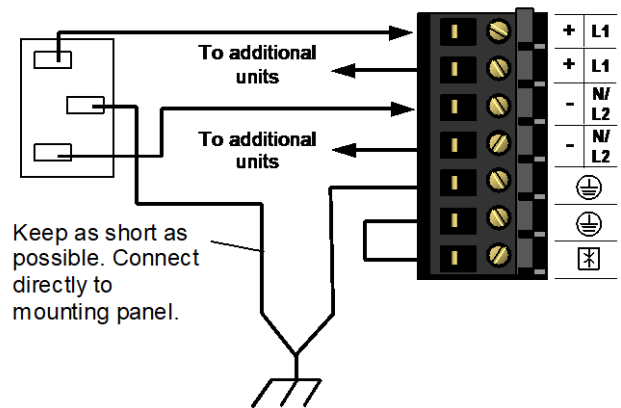 To additional
units
To additional
units
Keep as short as
possible. Connect
directly to
mounting panel.
+ L1
+ L1
- N/
L2
- N/
L2